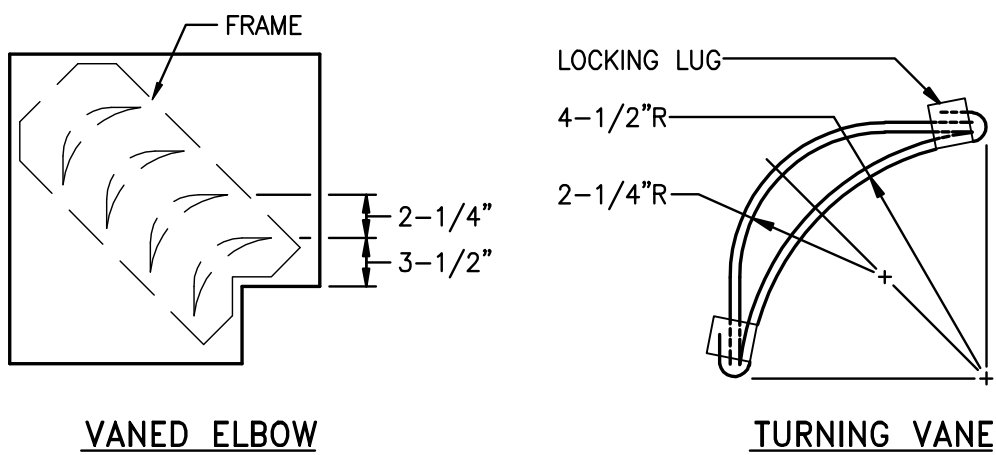 FRAME
2-1/4”
3-1/2”
VANED ELBOW
LOCKING LUG
4-1/2”R
2-1/4”R
TURNING VANE